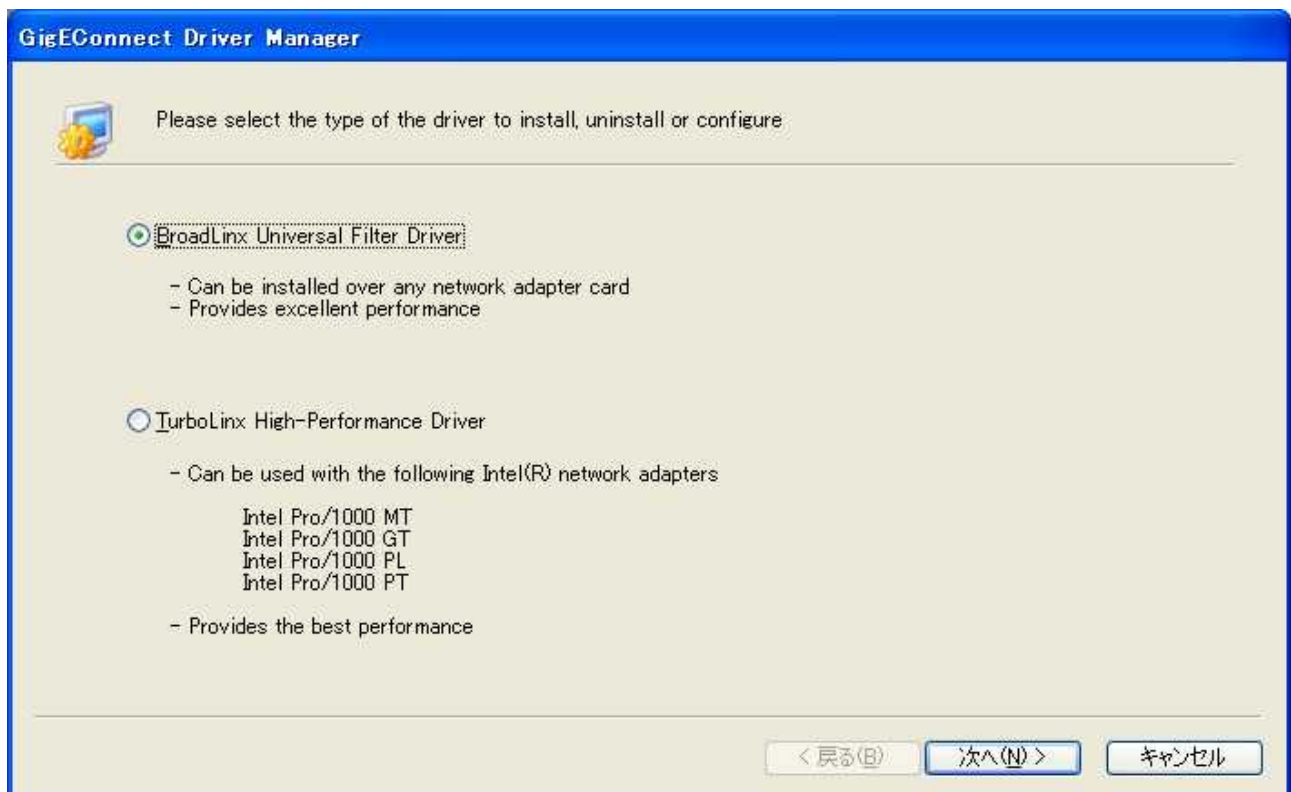 GigEConnect Driver Manager
Please select the type of the driver to install, uninstall or configure
BroadLinx Universal Filter Driver
- Can be installed over any network adapter card
- Provides excellent performance
TurboLinx High-Performance Driver
- Can be used with the following Intel(R) network adapters
Intel Pro/1000 MT
Intel Pro/1000 GT
Intel Pro/1000 PL
Intel Pro/1000 PT
- Provides the best performance
< 戻る(B) 次へ(N) > キャンセル